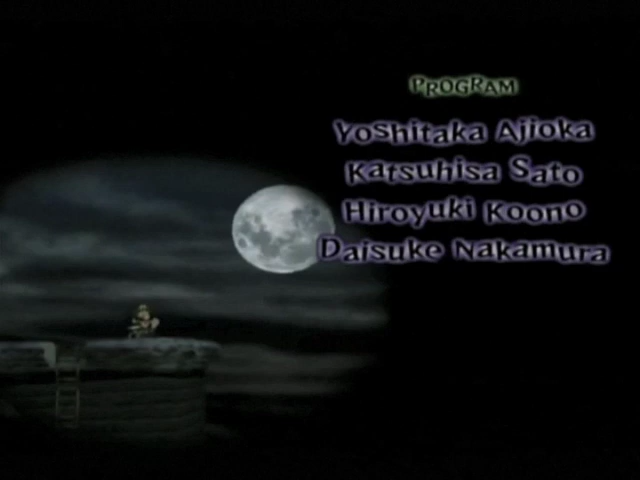 PROGRAM
Yoshitaka Ajioka
Katsuhisa Sato
Hiroyuki Koono
Daisuke Nakamura